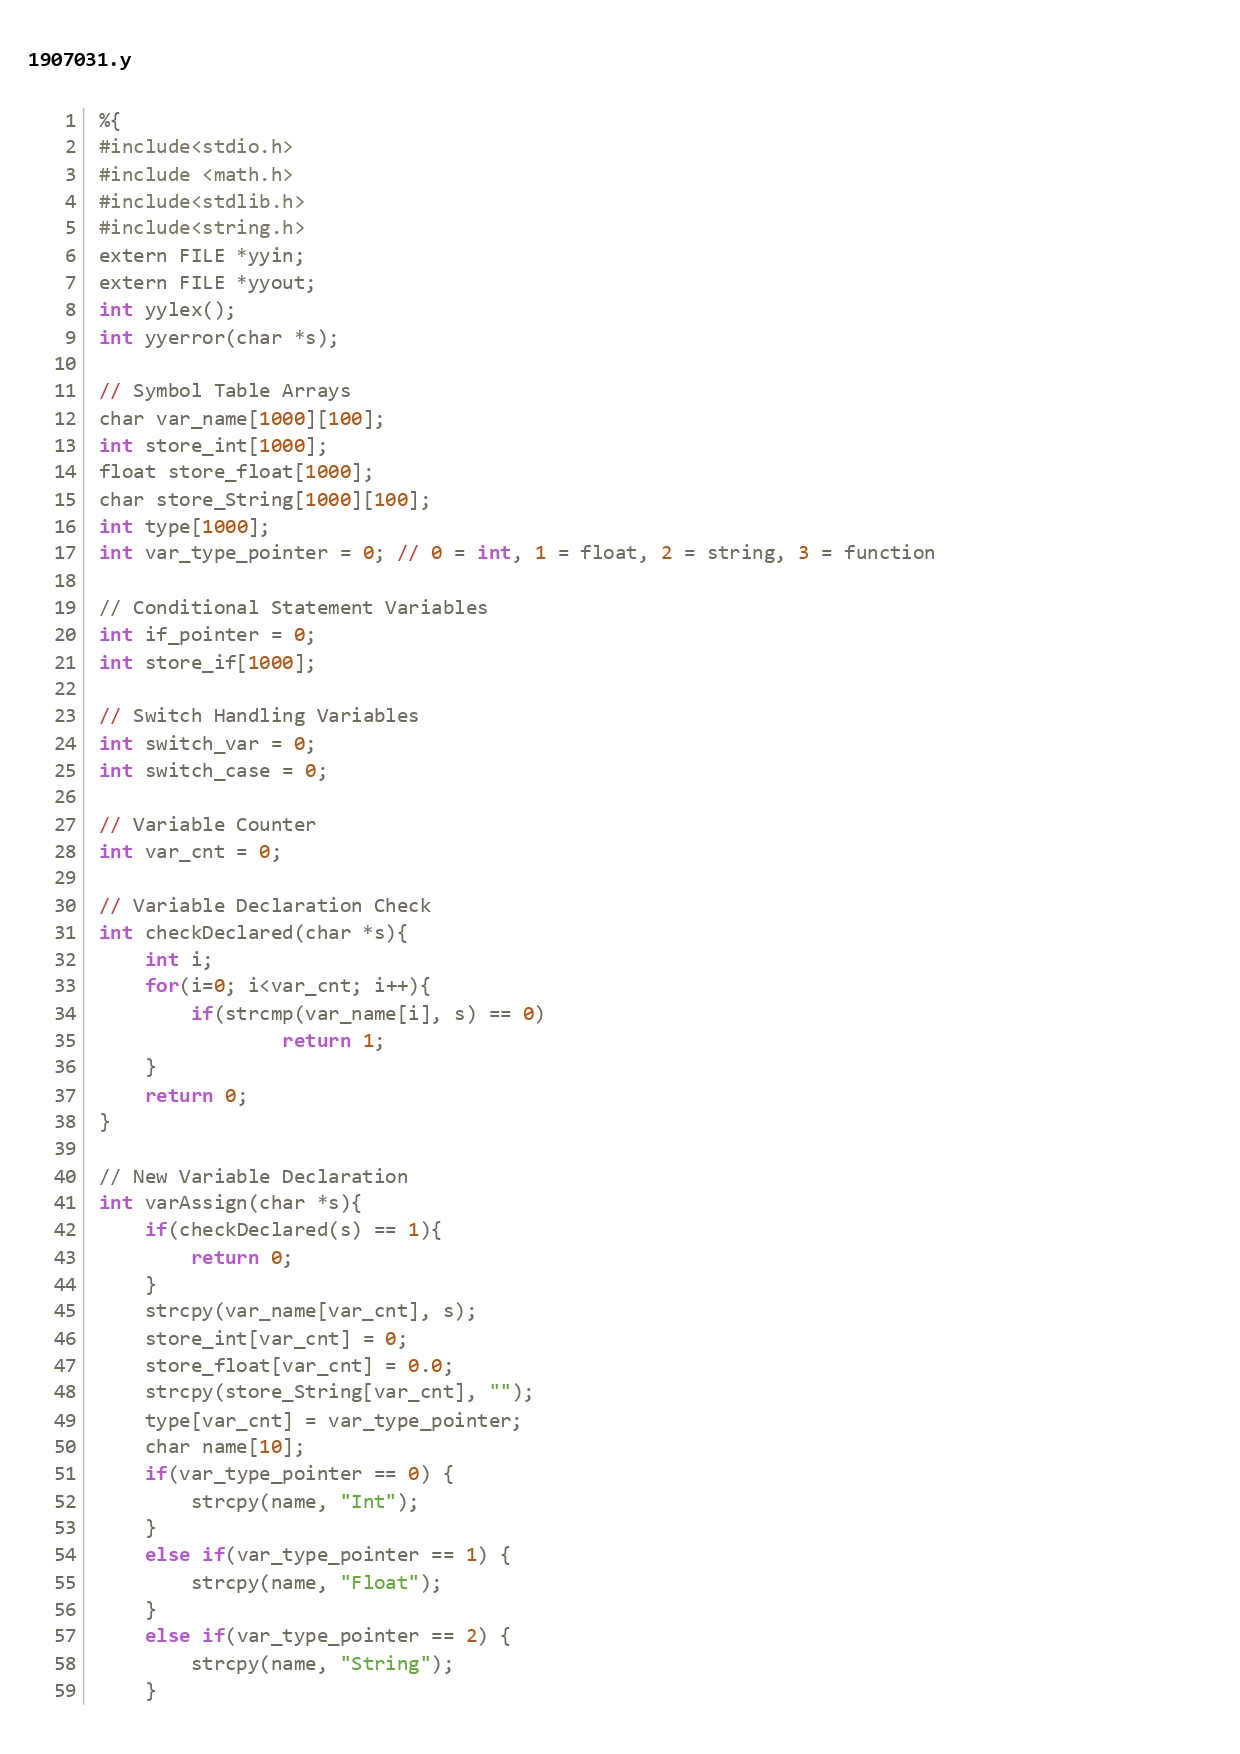 1907031.y
1 %{
2 #include<stdio.h>
3 #include <math.h>
4 #include<stdlib.h>
5 #include<string.h>
6 extern FILE *yyin;
7 extern FILE *yyout;
8 int yylex();
9 int yyerror(char *s);
10
11 // Symbol Table Arrays
12 char var_name[1000][100];
13 int store_int[1000];
14 float store_float[1000];
15 char store_String[1000][100];
16 int type[1000];
17 int var_type_pointer = 0; // 0 = int, 1 = float, 2 = string, 3 = function
18
19 // Conditional Statement Variables
20 int if_pointer = 0;
21 int store_if[1000];
22
23 // Switch Handling Variables
24 int switch_var = 0;
25 int switch_case = 0;
26
27 // Variable Counter
28 int var_cnt = 0;
29
30 // Variable Declaration Check
31 int checkDeclared(char *s){
32     int i;
33     for(i=0; i<var_cnt; i++){
34         if(strcmp(var_name[i], s) == 0)
35                 return 1;
36     }
37     return 0;
38 }
39
40 // New Variable Declaration
41 int varAssign(char *s){
42     if(checkDeclared(s) == 1){
43         return 0;
44     }
45     strcpy(var_name[var_cnt], s);
46     store_int[var_cnt] = 0;
47     store_float[var_cnt] = 0.0;
48     strcpy(store_String[var_cnt], "");
49     type[var_cnt] = var_type_pointer;
50     char name[10];
51     if(var_type_pointer == 0) {
52         strcpy(name, "Int");
53     }
54     else if(var_type_pointer == 1) {
55         strcpy(name, "Float");
56     }
57     else if(var_type_pointer == 2) {
58         strcpy(name, "String");
59     }